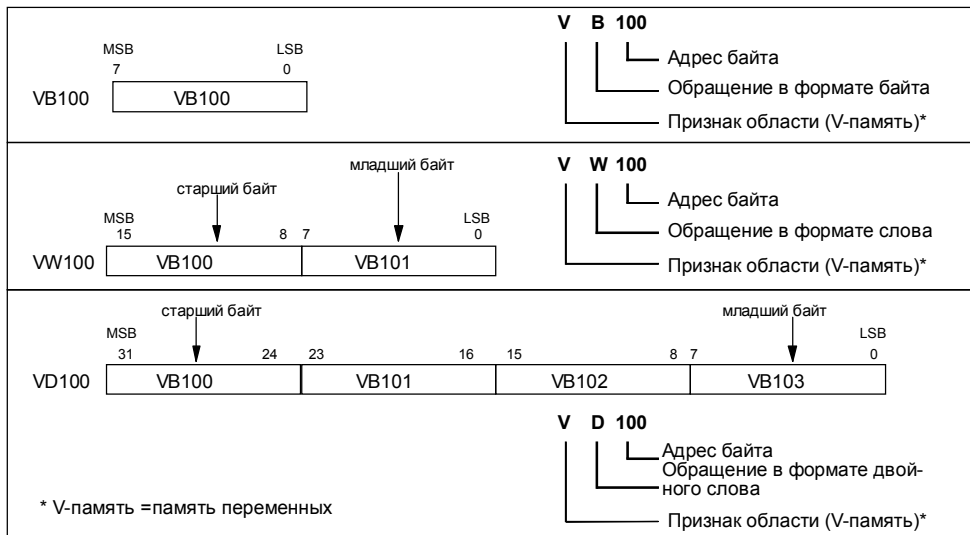 V B 100
MSB LSB
7 0
Адрес байта
VB100 VB100
Обращение в формате байта
Признак области (V-память)*
младший байт
V W 100
старший байт
Адрес байта
MSB LSB
15 8 7 0
Обращение в формате слова
VW100 VB100 VB101
Признак области (V-память)*
старший байт младший байт
MSB LSB
31 24 23 16 15 8 7 0
VD100 VB100 VB101 VB102 VB103
V D 100
Адрес байта
Обращение в формате двой-
ного слова
* V-память =память переменных
Признак области (V-память)*